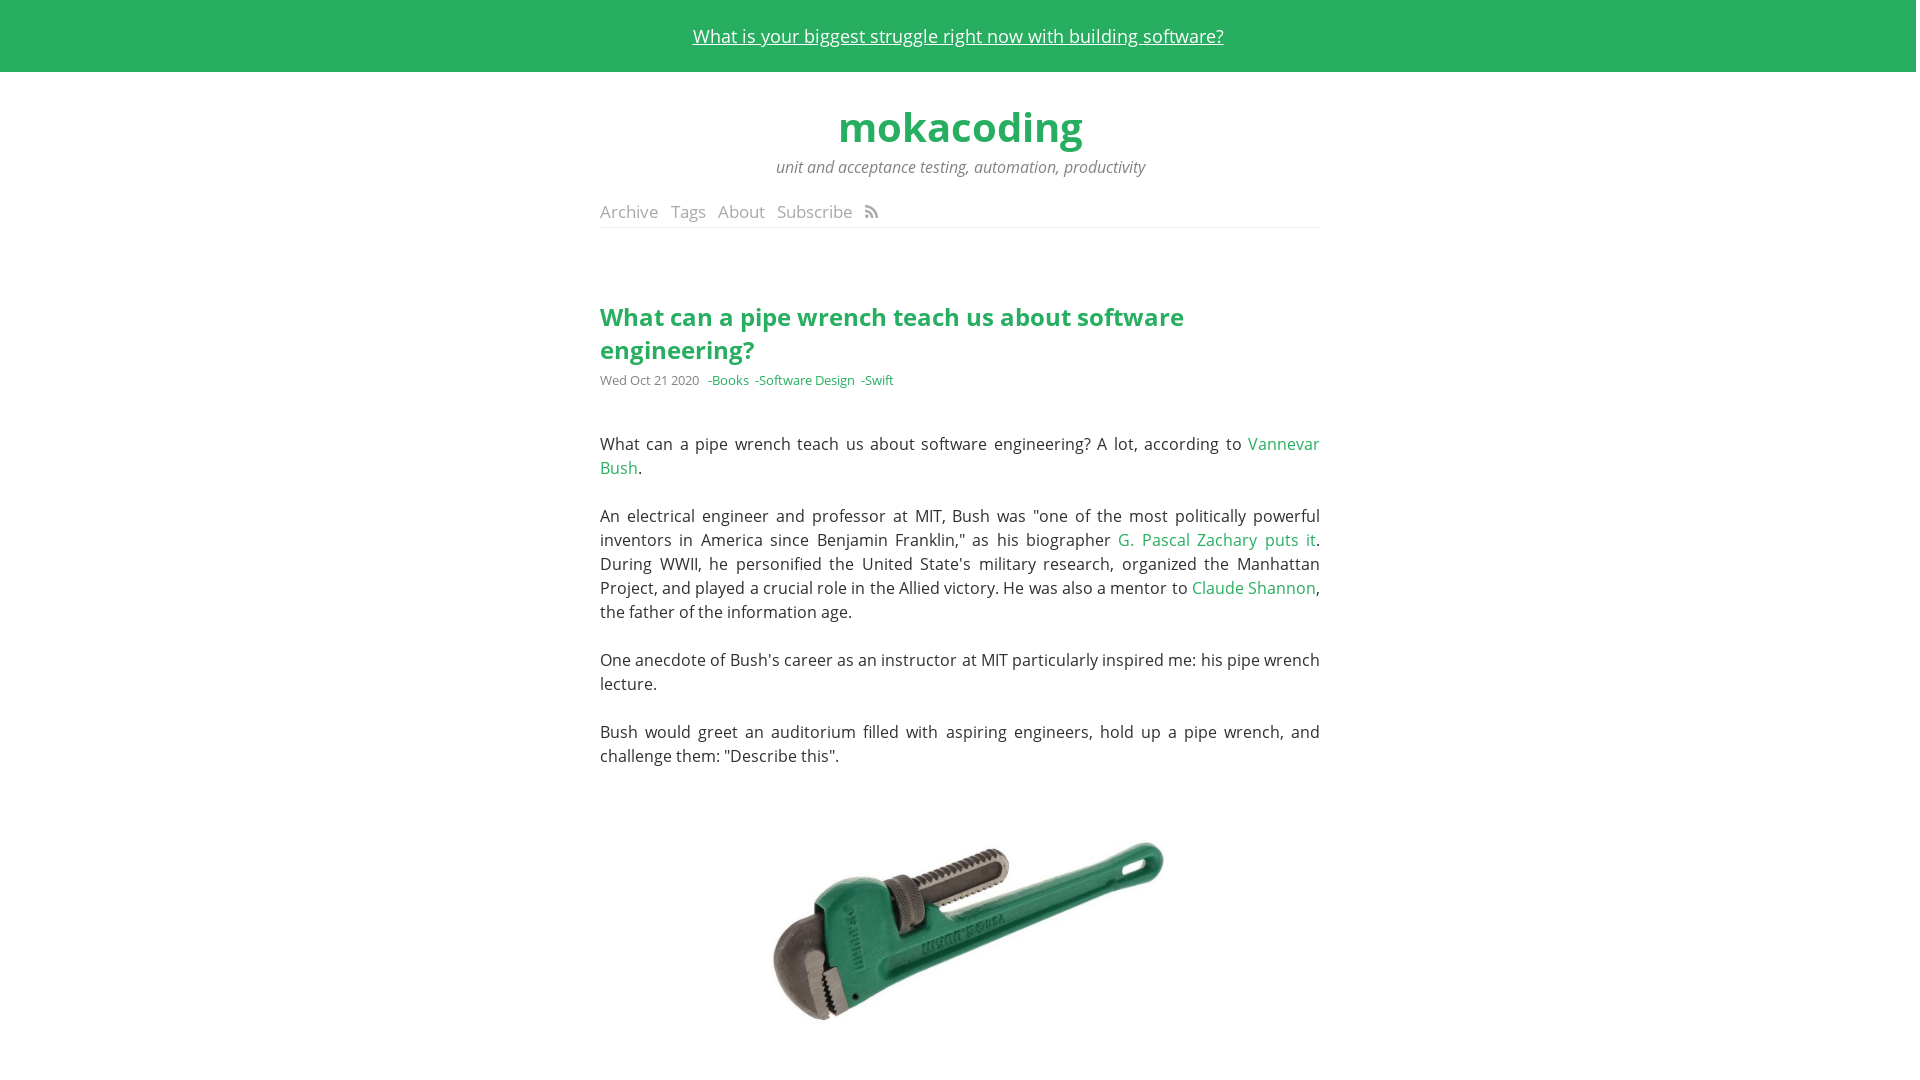 What is your biggest struggle right now with building software?
mokacoding
unit and acceptance testing, automation, productivity
Archive Tags About Subscribe
What can a pipe wrench teach us about software
engineering?
Wed Oct 21 2020 -Books -Software Design -Swift
What can a pipe wrench teach us about software engineering? A lot, according to Vannevar
Bush.
An electrical engineer and professor at MIT, Bush was "one of the most politically powerful
inventors in America since Benjamin Franklin," as his biographer G. Pascal Zachary puts it.
During WWII, he personified the United State's military research, organized the Manhattan
Project, and played a crucial role in the Allied victory. He was also a mentor to Claude Shannon,
the father of the information age.
One anecdote of Bush's career as an instructor at MIT particularly inspired me: his pipe wrench
lecture.
Bush would greet an auditorium filled with aspiring engineers, hold up a pipe wrench, and
challenge them: "Describe this".